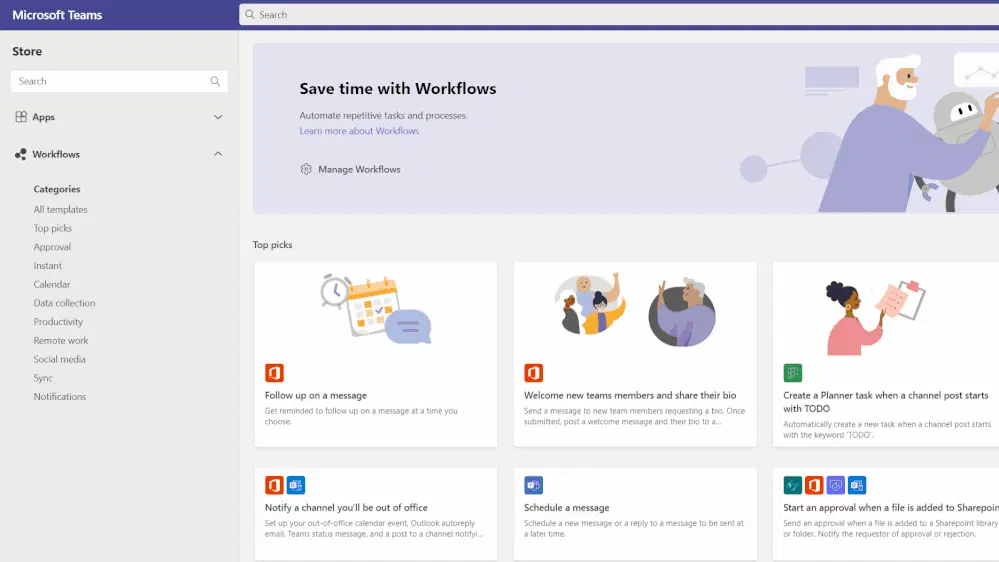 Microsoft Teams
Search
Store
Search
Apps
Workflows
Categories
All templates
Top picks
Approval
Instant
Calendar
Data collection
Productivity
Remote work
Social media
Sync
Notifications
Save time with Workflows
Automate repetitive tasks and processes.
Learn more about Workflows.
Manage Workflows
Top picks
Follow up on a message
Get reminded to follow up on a message at a time you
choose.
Welcome new teams members and share their bio
Send a message to new team members requesting a bio. Once
submitted, post a welcome message and their bio to a...
Create a Planner task when a channel post starts
with TODO
Automatically create a new task when a channel post starts
with the keyword 'TODO'.
Notify a channel you'll be out of office
Set up your out-of-office calendar event, Outlook autoreply
email, Teams status message, and a post to a channel notifyi...
Schedule a message
Schedule a new message or a reply to a message to be sent at
a later time.
Start an approval when a file is added to Sharepoin
Send an approval when a file is added to a Sharepoint library
or folder. Notify the requestor of approval or rejection.